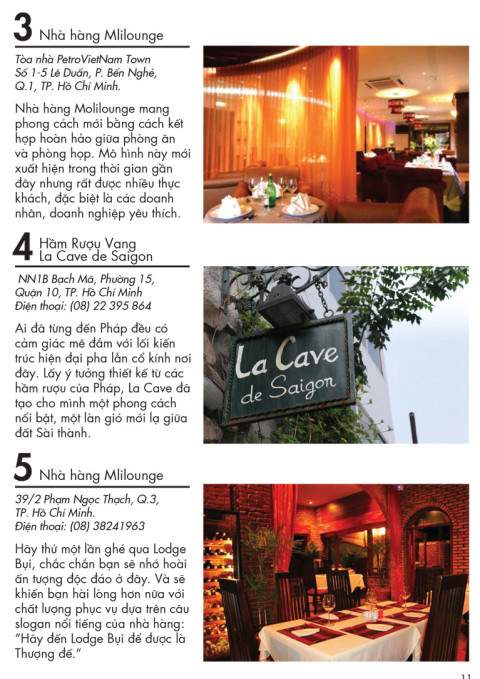 3 Nhà hàng Mlilounge
Tòa nhà PetroVietNam Town
Số 1-5 Lê Duẩn, P. Bến Nghé,
Q.1, TP. Hồ Chí Minh.
Nhà hàng Molilounge mang
phong cách mới bằng cách kết
hợp hoàn hảo giữa phòng ăn
và phòng họp. Mô hình này mới
xuất hiện trong thời gian gần
đây nhưng rất được nhiều thực
khách, đặc biệt là các doanh
nhân, doanh nghiệp yêu thích.
4 Hầm Rượu Vang
La Cave de Saigon
NN1B Bạch Mã, Phường 15,
Quận 10, TP. Hồ Chí Minh
Điện thoại: (08) 22 395 864
Ai đã từng đến Pháp đều có
cảm giác mê đắm với lối kiến
trúc hiện đại pha lẫn cổ kính nơi
đây. Lấy ý tưởng thiết kế từ các
hầm rượu của Pháp, La Cave đã
tạo cho mình một phong cách
nổi bật, một làn gió mới lạ giữa
đất Sài thành.
La Cave
de Saigon
5 Nhà hàng Mlilounge
39/2 Phạm Ngọc Thạch, Q.3,
TP. Hồ Chí Minh.
Điện thoại: (08) 38241963
Hãy thử một lần ghé qua Lodge
Bụi, chắc chắn bạn sẽ nhớ hoài
ấn tượng độc đáo ở đây. Và sẽ
khiến bạn hài lòng hơn nữa với
chất lượng phục vụ dựa trên câu
slogan nổi tiếng của nhà hàng:
“Hãy đến Lodge Bụi để được là
Thượng đế.”
11